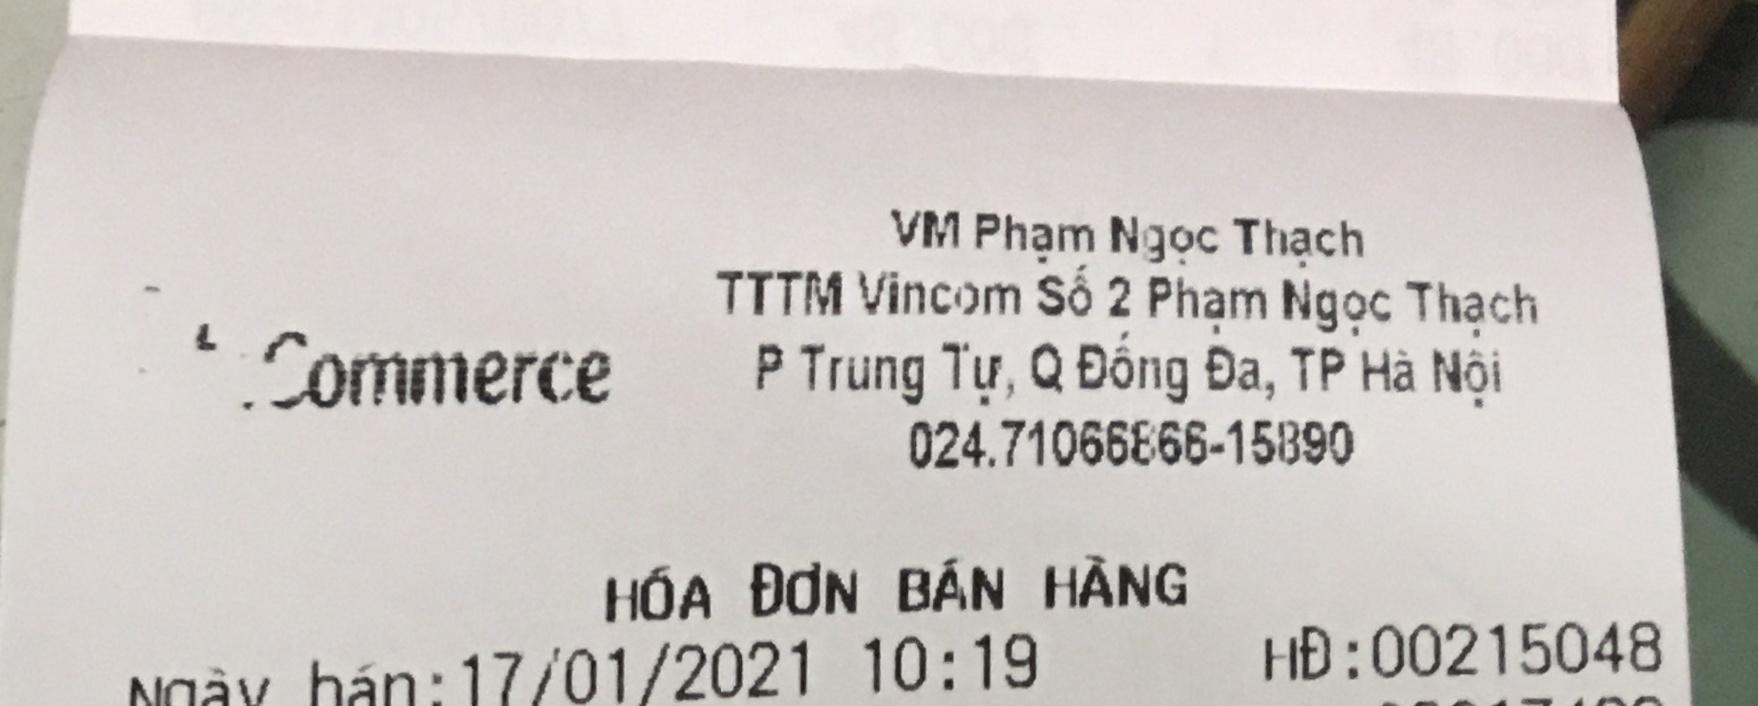 VM Phạm Ngọc Thạch
TTTM Vincom Số 2 Phạm Ngọc Thạch
Commerce
P Trung Tự, Q Đống Đa, TP Hà Nội
024.71066866-15890
HÓA ĐƠN BÁN HÀNG
Ngày bán:17/01/2021 10:19 HĐ:00215048